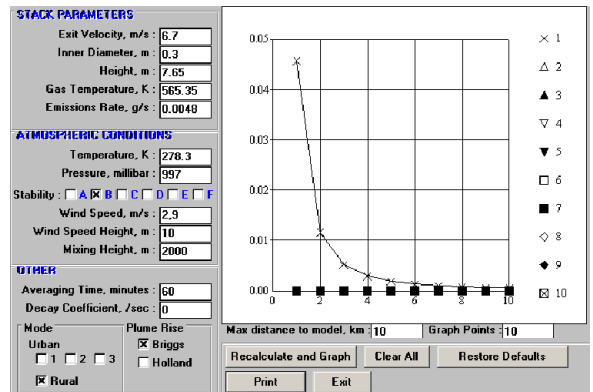 STACK PARAMETERS
Exit Velocity, m/s : 6.7
Inner Diameter, m : 0.3
Height, m : 7.65
Gas Temperature, K : 565.35
Emissions Rate, g/s : 0.0048
ATMOSPHERIC CONDITIONS
Temperature, K : 278.3
Pressure, millibar : 997
Stability : A B C D E F
Wind Speed, m/s : 2,9
Wind Speed Height, m : 10
Mixing Height, m : 2000
OTHER
Averaging Time, minutes : 60
Decay Coefficient, /sec : 0
Mode
Urban
1 2 3
Rural
Plume Rise
Briggs
Holland
0.05
0.04
0.03
0.02
0.01
0.00
0 2 4 6 8 10
1
2
3
4
5
6
7
8
9
10
Max distance to model, km : 10 Graph Points : 10
Recalculate and Graph Clear All Restore Defaults
Print Exit